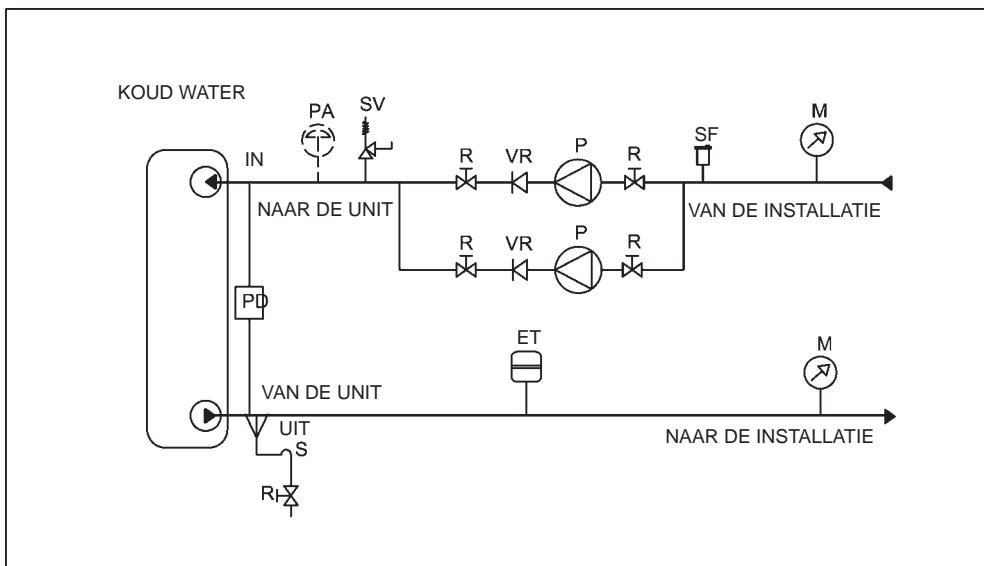 KOUD WATER
PA
SV
M
SF
P
R
VR
R
IN
NAAR DE UNIT
VAN DE INSTALLATIE
P
R
VR
R
PD
ET
M
VAN DE UNIT
UIT
NAAR DE INSTALLATIE
S
R